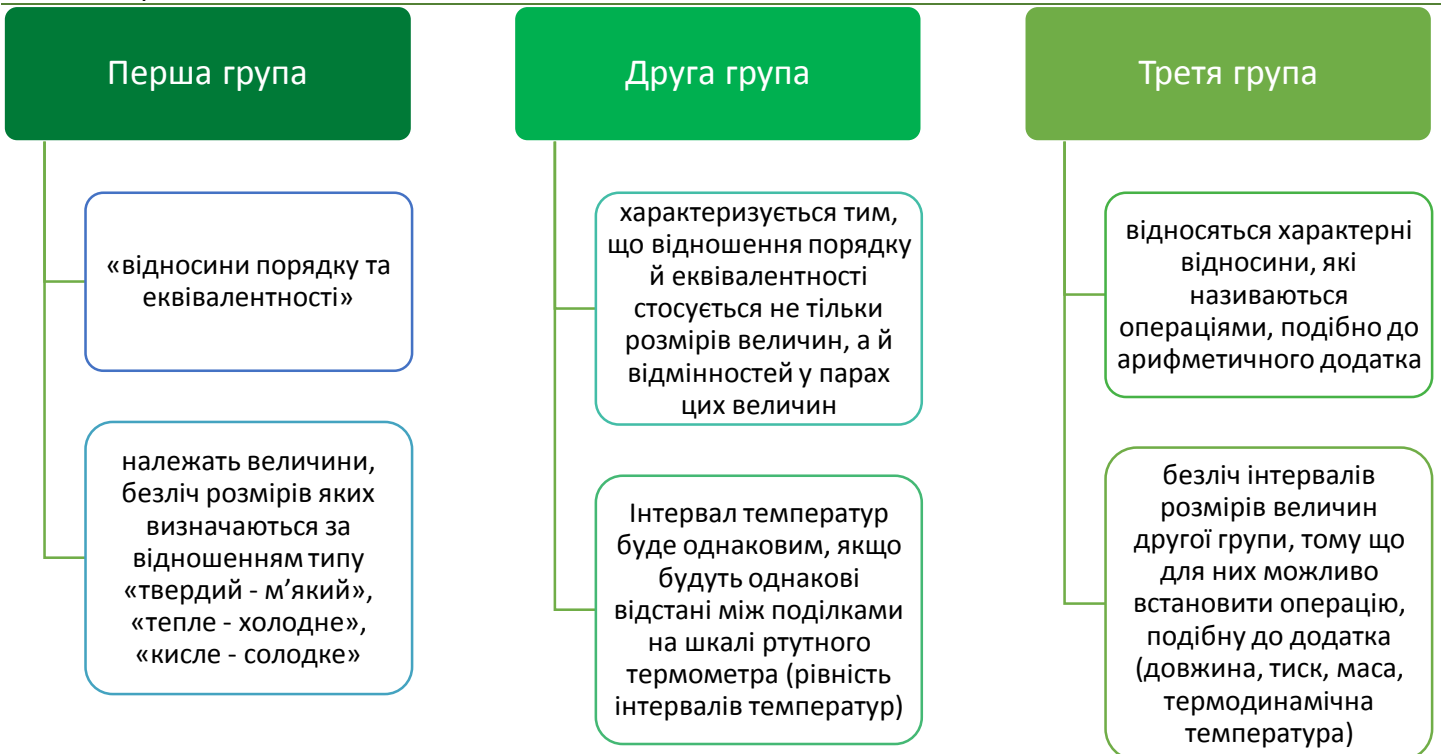 Перша група
«відносини порядку та
еквівалентності»
належать величини,
безліч розмірів яких
визначаються за
відношенням типу
«твердий - м’який»,
«тепле - холодне»,
«кисле - солодке»
Друга група
характеризується тим,
що відношення порядку
й еквівалентності
стосується не тільки
розмірів величин, а й
відмінностей у парах
цих величин
Інтервал температур
буде однаковим, якщо
будуть однакові
відстані між поділками
на шкалі ртутного
термометра (рівність
інтервалів температур)
Третя група
відносяться характерні
відносини, які
називаються
операціями, подібно до
арифметичного додатка
безліч інтервалів
розмірів величин
другої групи, тому що
для них можливо
встановити операцію,
подібну до додатка
(довжина, тиск, маса,
термодинамічна
температура)